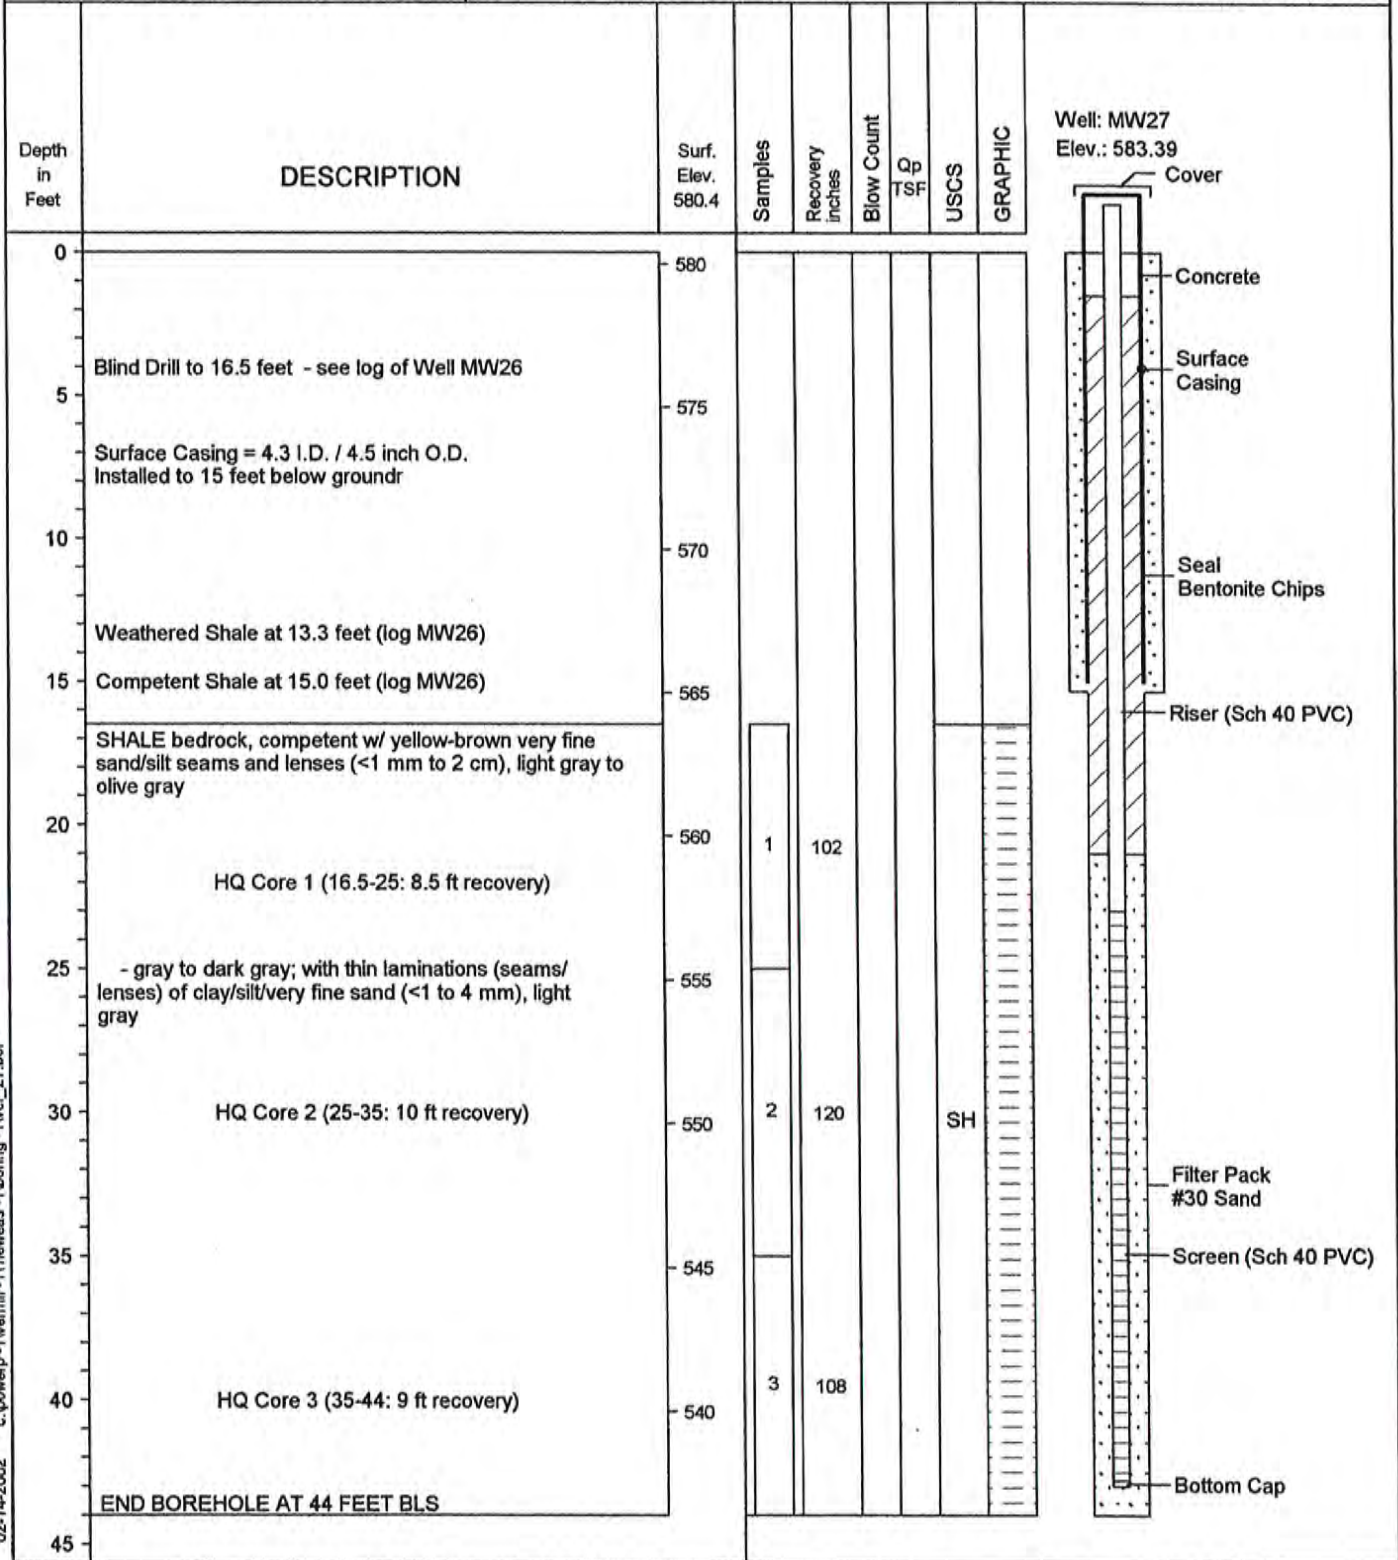 Depth
in
Feet
DESCRIPTION
Surf.
Elev.
580.4
Samples
Recovery
inches
Blow Count
Qp
TSF
USCS
GRAPHIC
Well: MW27
Elev.: 583.39
Cover
0
5
10
15
20
25
30
35
40
45
Blind Drill to 16.5 feet - see log of Well MW26
Surface Casing = 4.3 I.D. / 4.5 inch O.D.
Installed to 15 feet below groundr
Weathered Shale at 13.3 feet (log MW26)
Competent Shale at 15.0 feet (log MW26)
SHALE bedrock, competent w/ yellow-brown very fine
sand/silt seams and lenses (<1 mm to 2 cm), light gray to
olive gray
HQ Core 1 (16.5-25: 8.5 ft recovery)
- gray to dark gray; with thin laminations (seams/
lenses) of clay/silt/very fine sand (<1 to 4 mm), light
gray
HQ Core 2 (25-35: 10 ft recovery)
HQ Core 3 (35-44: 9 ft recovery)
END BOREHOLE AT 44 FEET BLS
580
575
570
565
560
555
550
545
540
1
2
3
102
120
108
SH
Concrete
Surface
Casing
Seal
Bentonite Chips
Riser (Sch 40 PVC)
Filter Pack
#30 Sand
Screen (Sch 40 PVC)
Bottom Cap